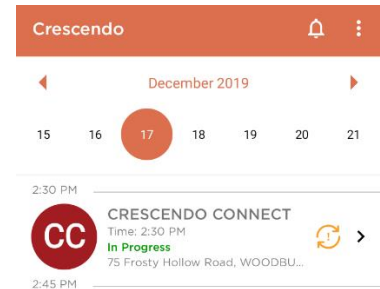 Crescendo
December 2019
15 16 17 18 19 20 21
2:30 PM
CC
CRESCENDO CONNECT
Time: 2:30 PM
In Progress
75 Frosty Hollow Road, WOODBU...
2:45 PM